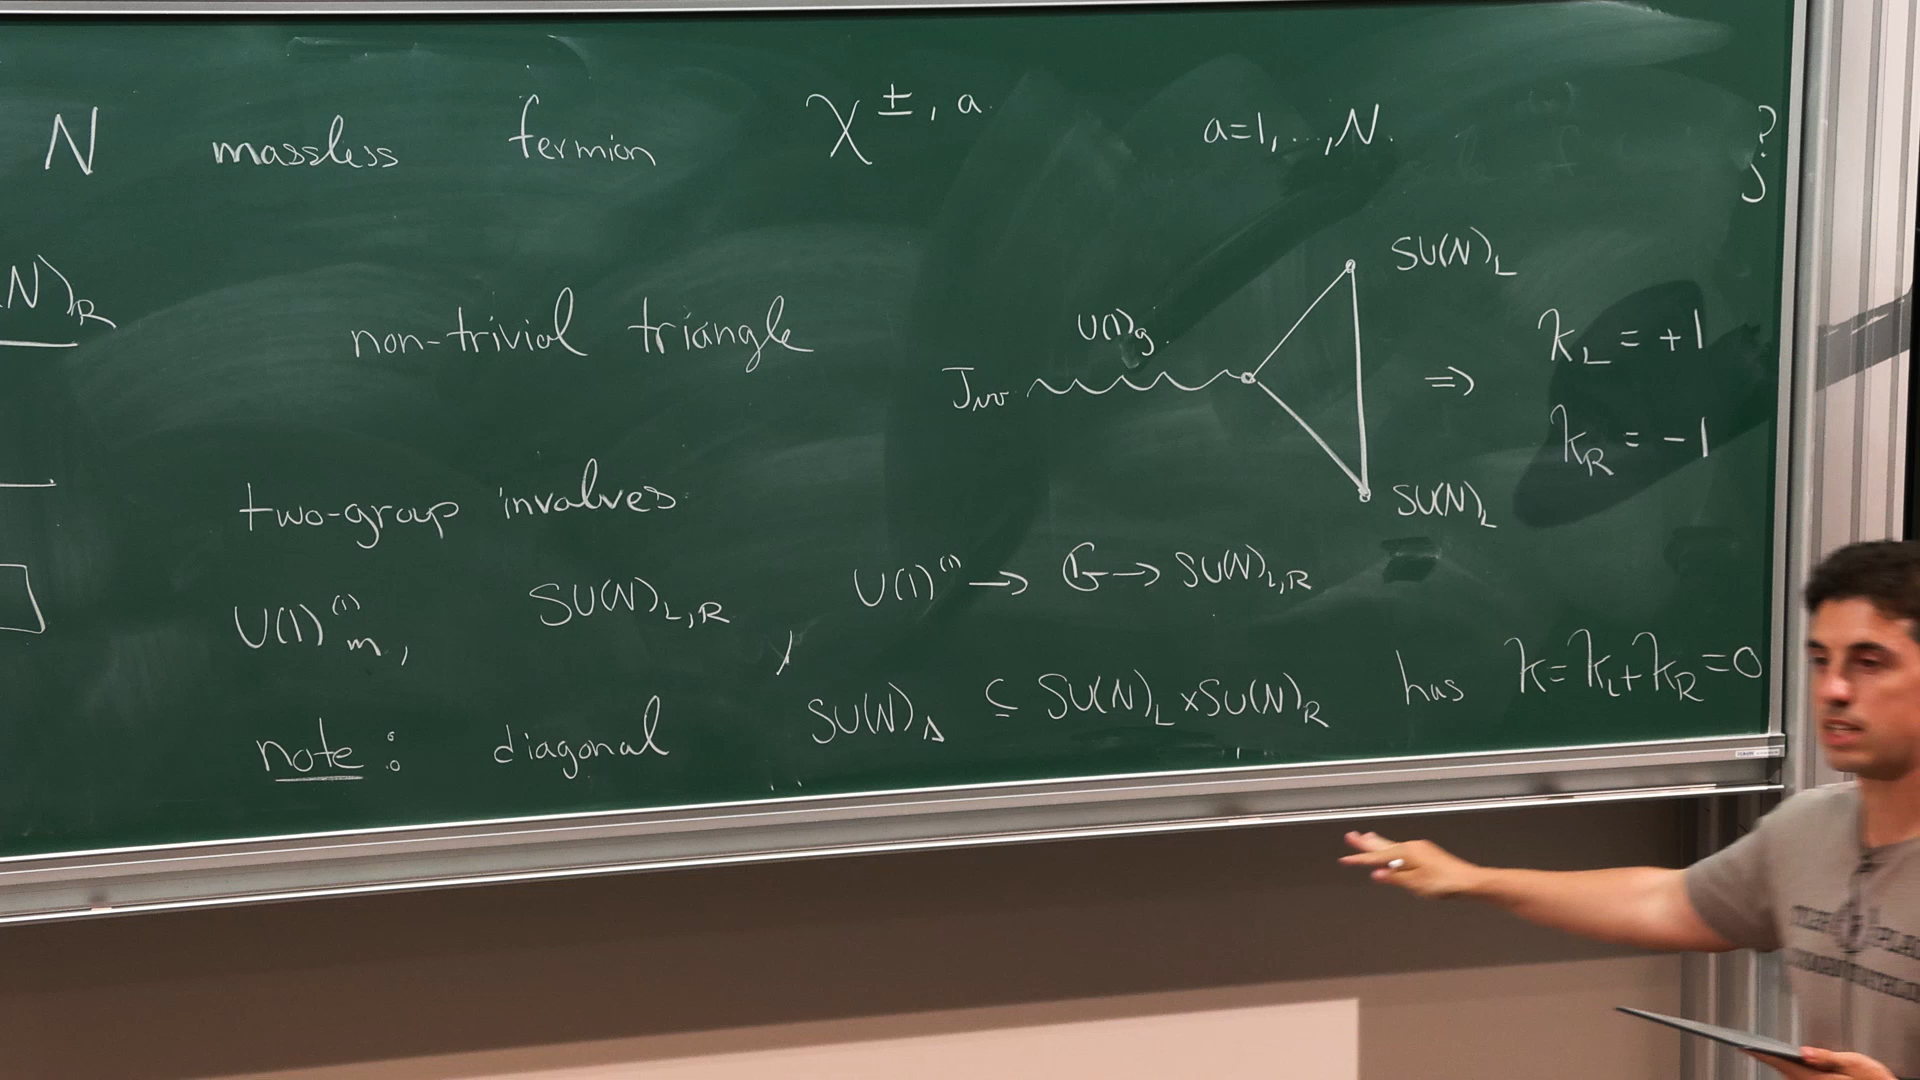 N massless fermion χ^{±,a} a=1,...,N. ?
N)_R non-trivial triangle
SU(N)_L
U(1)_g.
J_{μν} ⇒ k_L = +1
k_R = -1
SU(N)_L
two-group involves
U(1)_m^{(1)}, SU(N)_{L,R}, U(1)^{(1)} → G → SU(N)_{L,R}
note: diagonal SU(N)_Δ ⊆ SU(N)_L×SU(N)_R has k=k_L+k_R=0